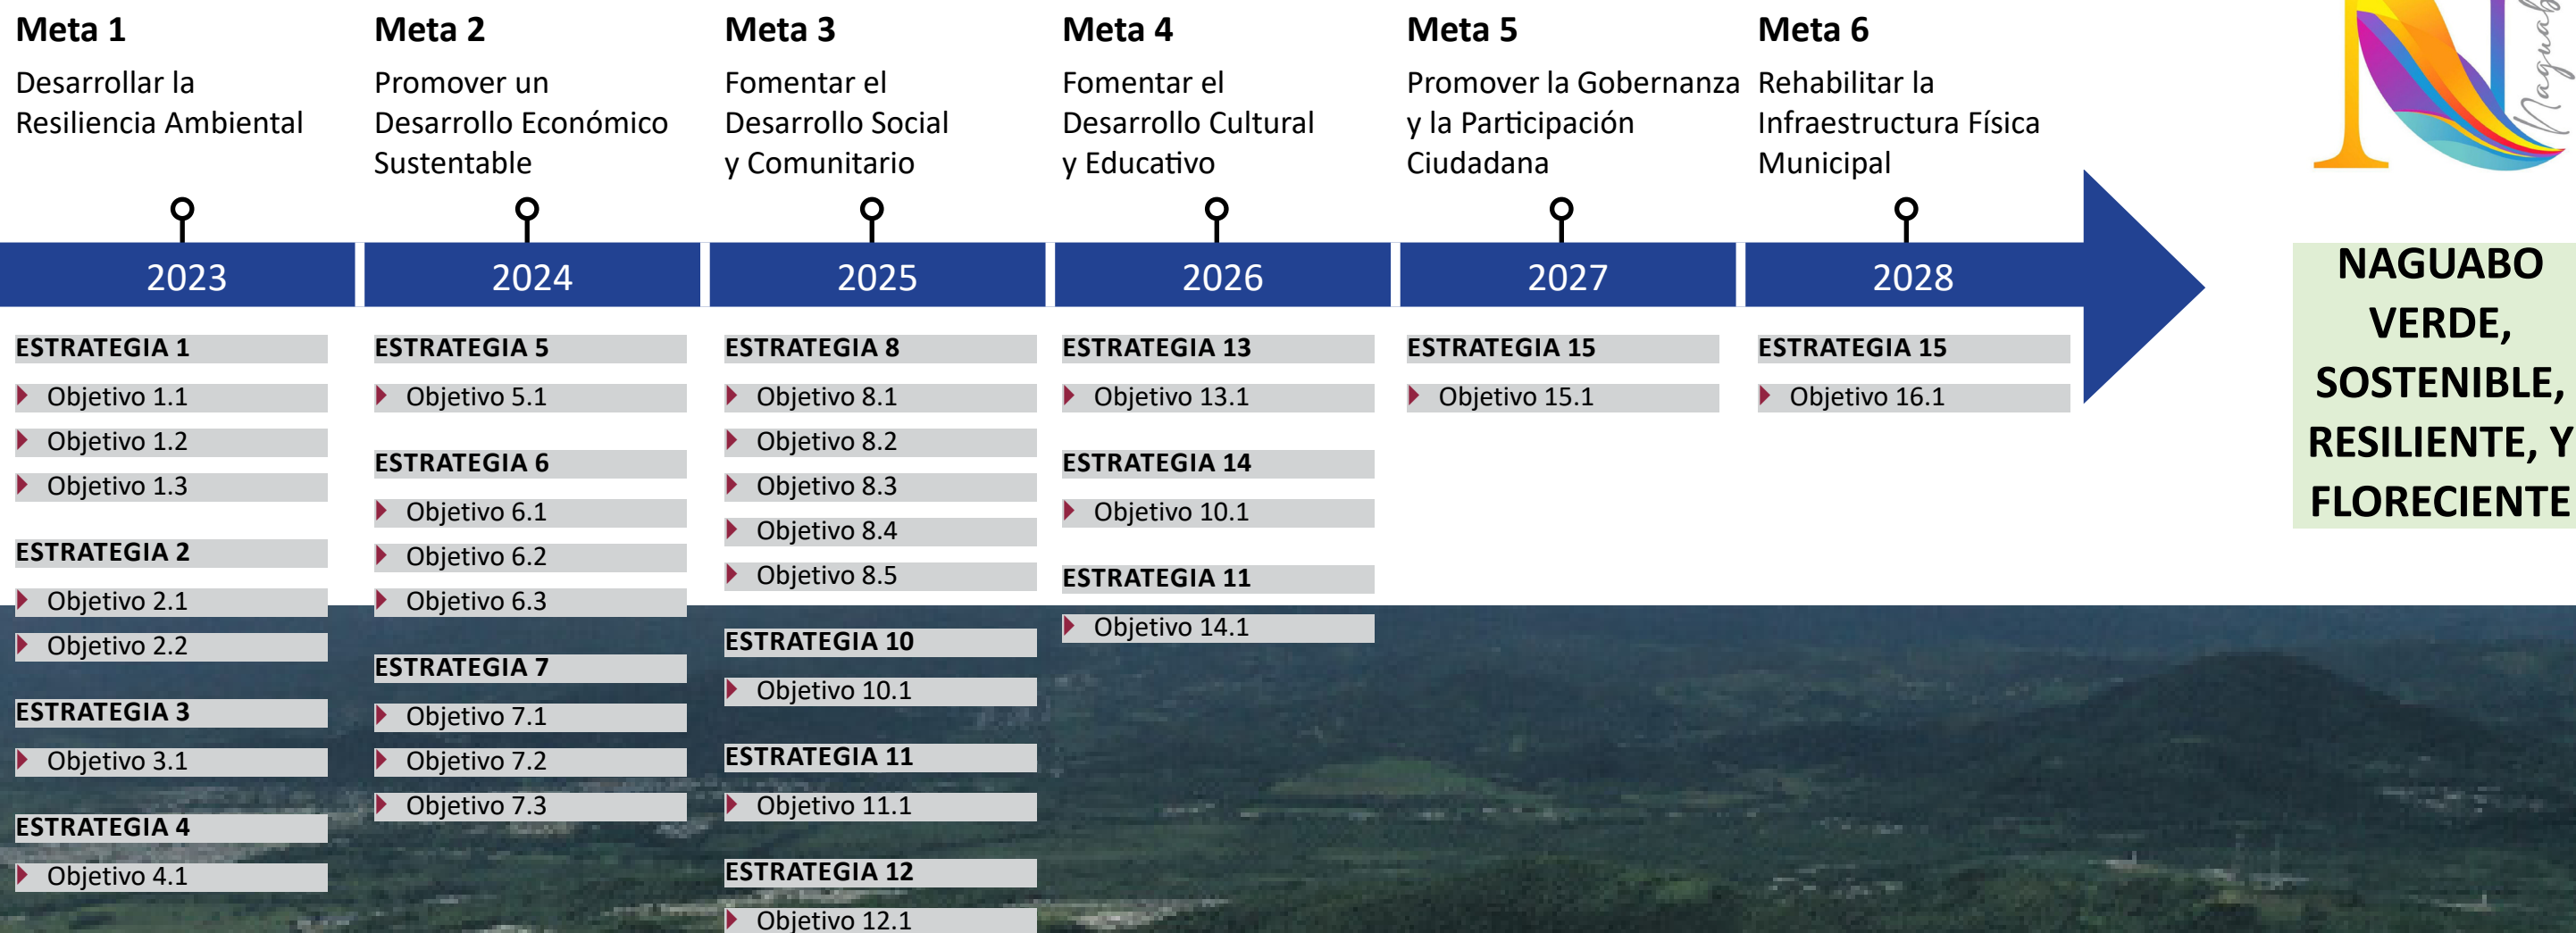 Meta 1
Desarrollar la
Resiliencia Ambiental
Meta 2
Promover un
Desarrollo Económico
Sustentable
Meta 3
Fomentar el
Desarrollo Social
y Comunitario
Meta 4
Fomentar el
Desarrollo Cultural
y Educativo
Meta 5
Promover la Gobernanza
y la Participación
Ciudadana
Meta 6
Rehabilitar la
Infraestructura Física
Municipal
2023
2024
2025
2026
2027
2028
ESTRATEGIA 1
Objetivo 1.1
Objetivo 1.2
Objetivo 1.3
ESTRATEGIA 2
Objetivo 2.1
Objetivo 2.2
ESTRATEGIA 3
Objetivo 3.1
ESTRATEGIA 4
Objetivo 4.1
ESTRATEGIA 5
Objetivo 5.1
ESTRATEGIA 6
Objetivo 6.1
Objetivo 6.2
Objetivo 6.3
ESTRATEGIA 7
Objetivo 7.1
Objetivo 7.2
Objetivo 7.3
ESTRATEGIA 8
Objetivo 8.1
Objetivo 8.2
Objetivo 8.3
Objetivo 8.4
Objetivo 8.5
ESTRATEGIA 10
Objetivo 10.1
ESTRATEGIA 11
Objetivo 11.1
ESTRATEGIA 12
Objetivo 12.1
ESTRATEGIA 13
Objetivo 13.1
ESTRATEGIA 14
Objetivo 10.1
ESTRATEGIA 11
Objetivo 14.1
ESTRATEGIA 15
Objetivo 15.1
ESTRATEGIA 15
Objetivo 16.1
N
NAGUABO
VERDE,
SOSTENIBLE,
RESILIENTE, Y
FLORECIENTE